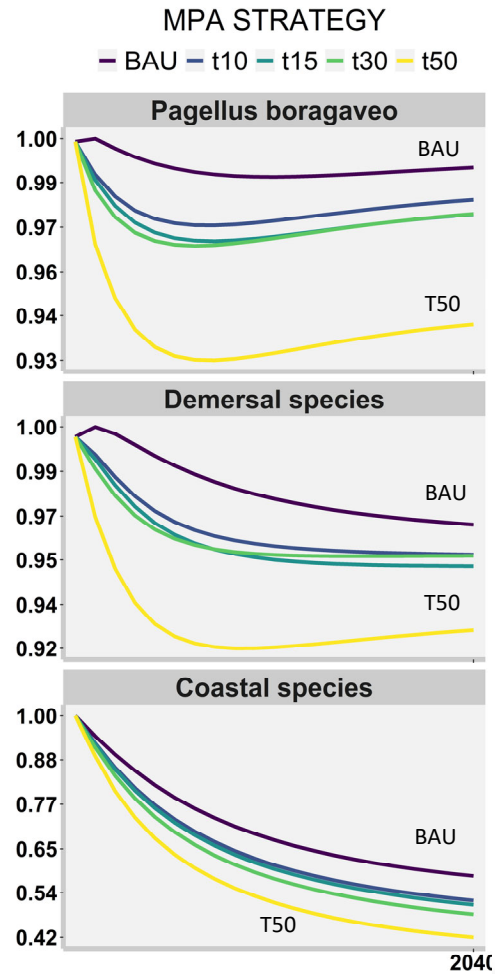 MPA STRATEGY
BAU t10 t15 t30 t50
Pagellus boragaveo
1.00
0.99
0.97
0.96
0.94
0.93
BAU
T50
Demersal species
1.00
0.99
0.97
0.95
0.94
0.92
BAU
T50
Coastal species
1.00
0.88
0.77
0.65
0.54
0.42
BAU
T50
2040